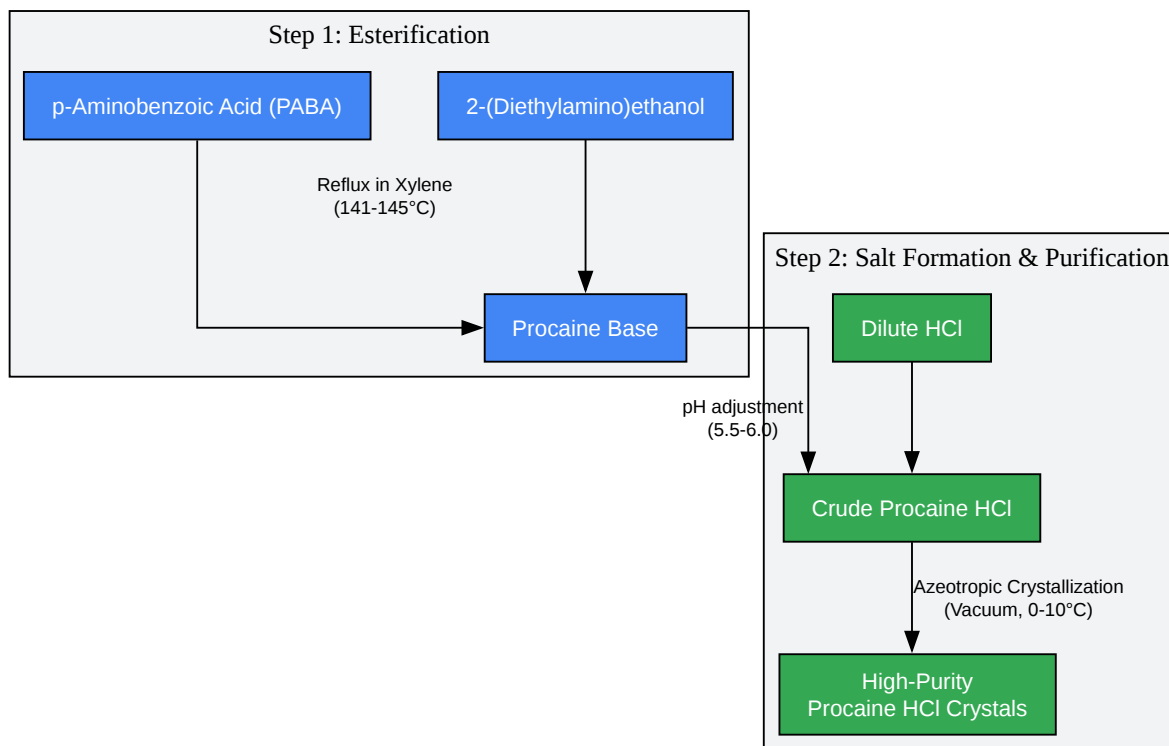 Step 1: Esterification
p-Aminobenzoic Acid (PABA)
2-(Diethylamino)ethanol
Reflux in Xylene
(141-145°C)
Procaine Base
Step 2: Salt Formation & Purification
Dilute HCl
pH adjustment
(5.5-6.0)
Crude Procaine HCl
Azeotropic Crystallization
(Vacuum, 0-10°C)
High-Purity
Procaine HCl Crystals